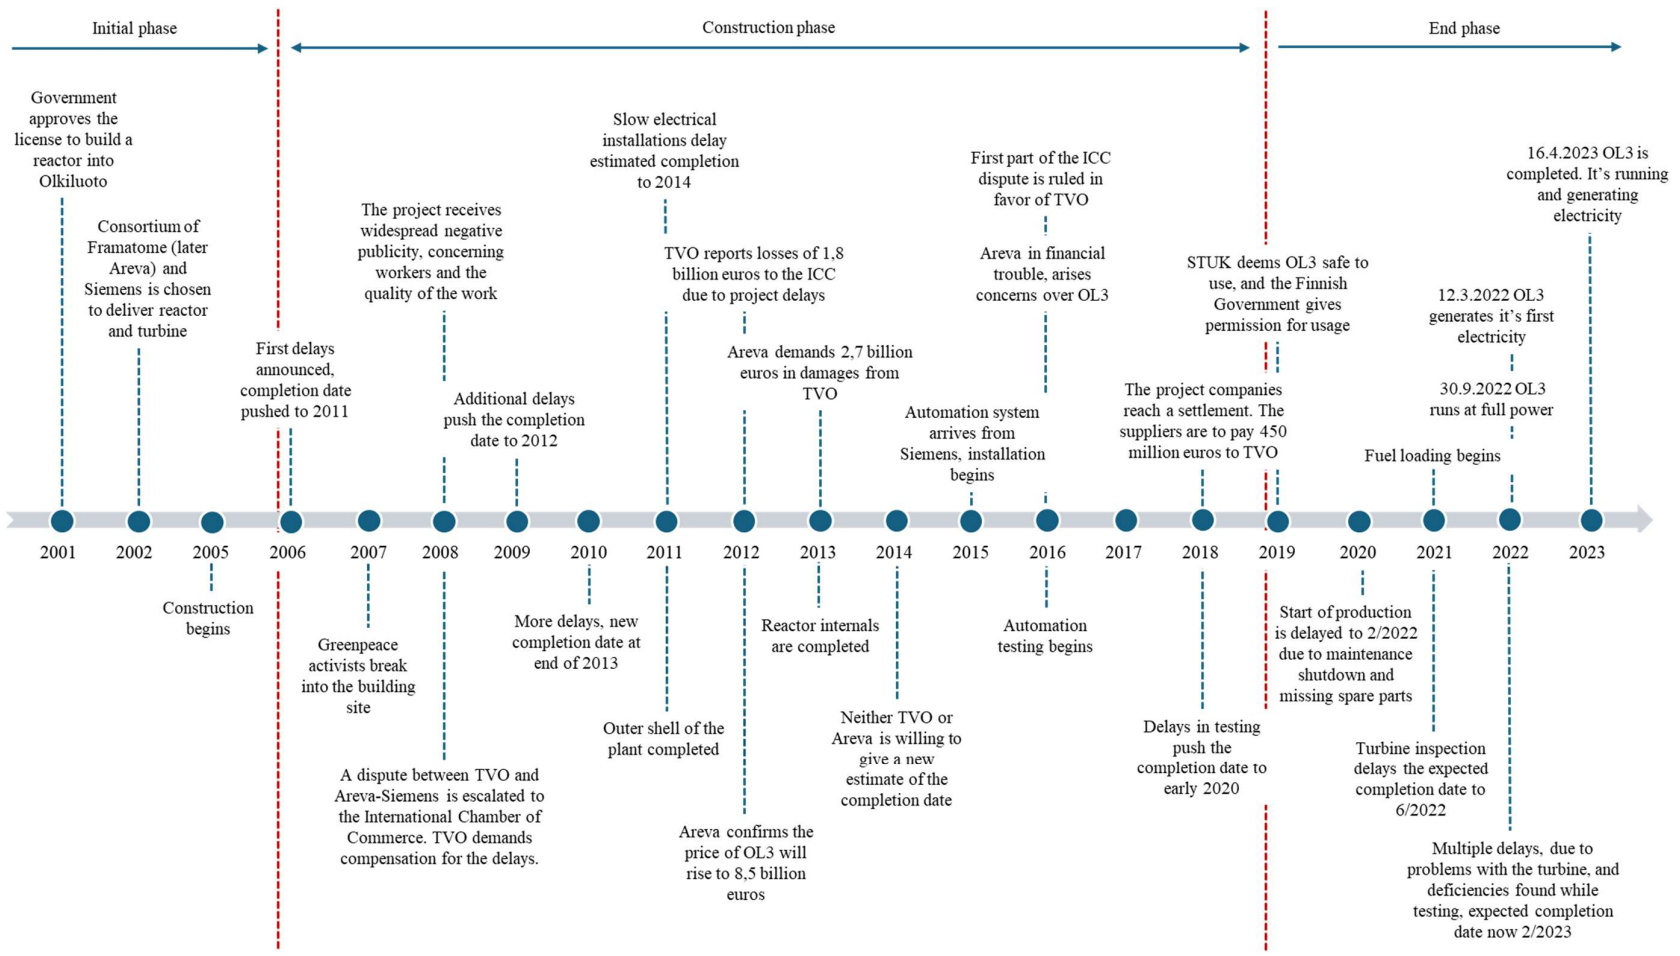 Initial phase
Construction phase
End phase
Government
approves the
license to build a
reactor into
Olkiluoto
Consortium of
Framatome (later
Areva) and
Siemens is chosen
to deliver reactor
and turbine
First delays
announced,
completion date
pushed to 2011
The project receives
widespread negative
publicity, concerning
workers and the
quality of the work
Additional delays
push the completion
date to 2012
Slow electrical
installations delay
estimated completion
to 2014
TVO reports losses of 1,8
billion euros to the ICC
due to project delays
Areva demands 2,7 billion
euros in damages from
TVO
Automation system
arrives from
Siemens, installation
begins
First part of the ICC
dispute is ruled in
favor of TVO
Areva in financial
trouble, arises
concerns over OL3
The project companies
reach a settlement. The
suppliers are to pay 450
million euros to TVO
STUK deems OL3 safe to
use, and the Finnish
Government gives
permission for usage
Fuel loading begins
12.3.2022 OL3
generates it's first
electricity
30.9.2022 OL3
runs at full power
16.4.2023 OL3 is
completed. It's running
and generating
electricity
2001
2002
2005
2006
2007
2008
2009
2010
2011
2012
2013
2014
2015
2016
2017
2018
2019
2020
2021
2022
2023
Construction
begins
Greenpeace
activists break
into the building
site
A dispute between TVO and
Areva-Siemens is escalated to
the International Chamber of
Commerce. TVO demands
compensation for the delays.
More delays, new
completion date at
end of 2013
Outer shell of the
plant completed
Areva confirms the
price of OL3 will
rise to 8,5 billion
euros
Reactor internals
are completed
Neither TVO or
Areva is willing to
give a new
estimate of the
completion date
Automation
testing begins
Delays in testing
push the
completion date to
early 2020
Start of production
is delayed to 2/2022
due to maintenance
shutdown and
missing spare parts
Turbine inspection
delays the expected
completion date to
6/2022
Multiple delays, due to
problems with the turbine, and
deficiencies found while
testing, expected completion
date now 2/2023